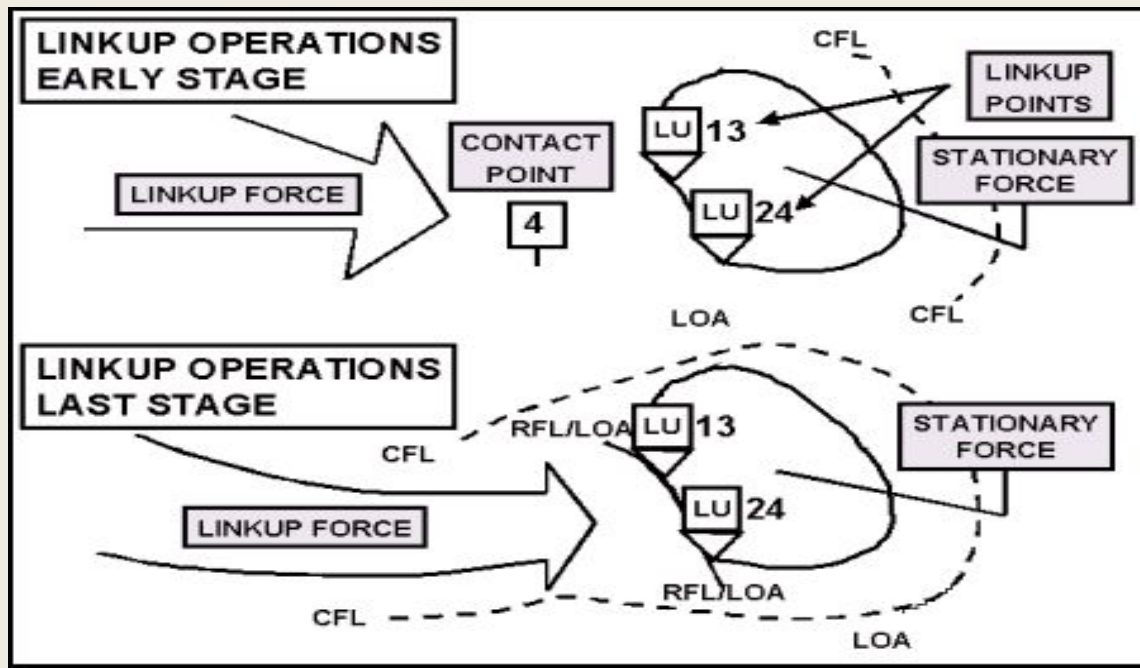 LINKUP OPERATIONS
EARLY STAGE
CFL
LINKUP
POINTS
LU 13
CONTACT
POINT
STATIONARY
FORCE
LINKUP FORCE
4
LU 24
CFL
LOA
LINKUP OPERATIONS
LAST STAGE
CFL
RFL/LOA
LU 13
STATIONARY
FORCE
LINKUP FORCE
LU 24
RFL/LOA
CFL
LOA